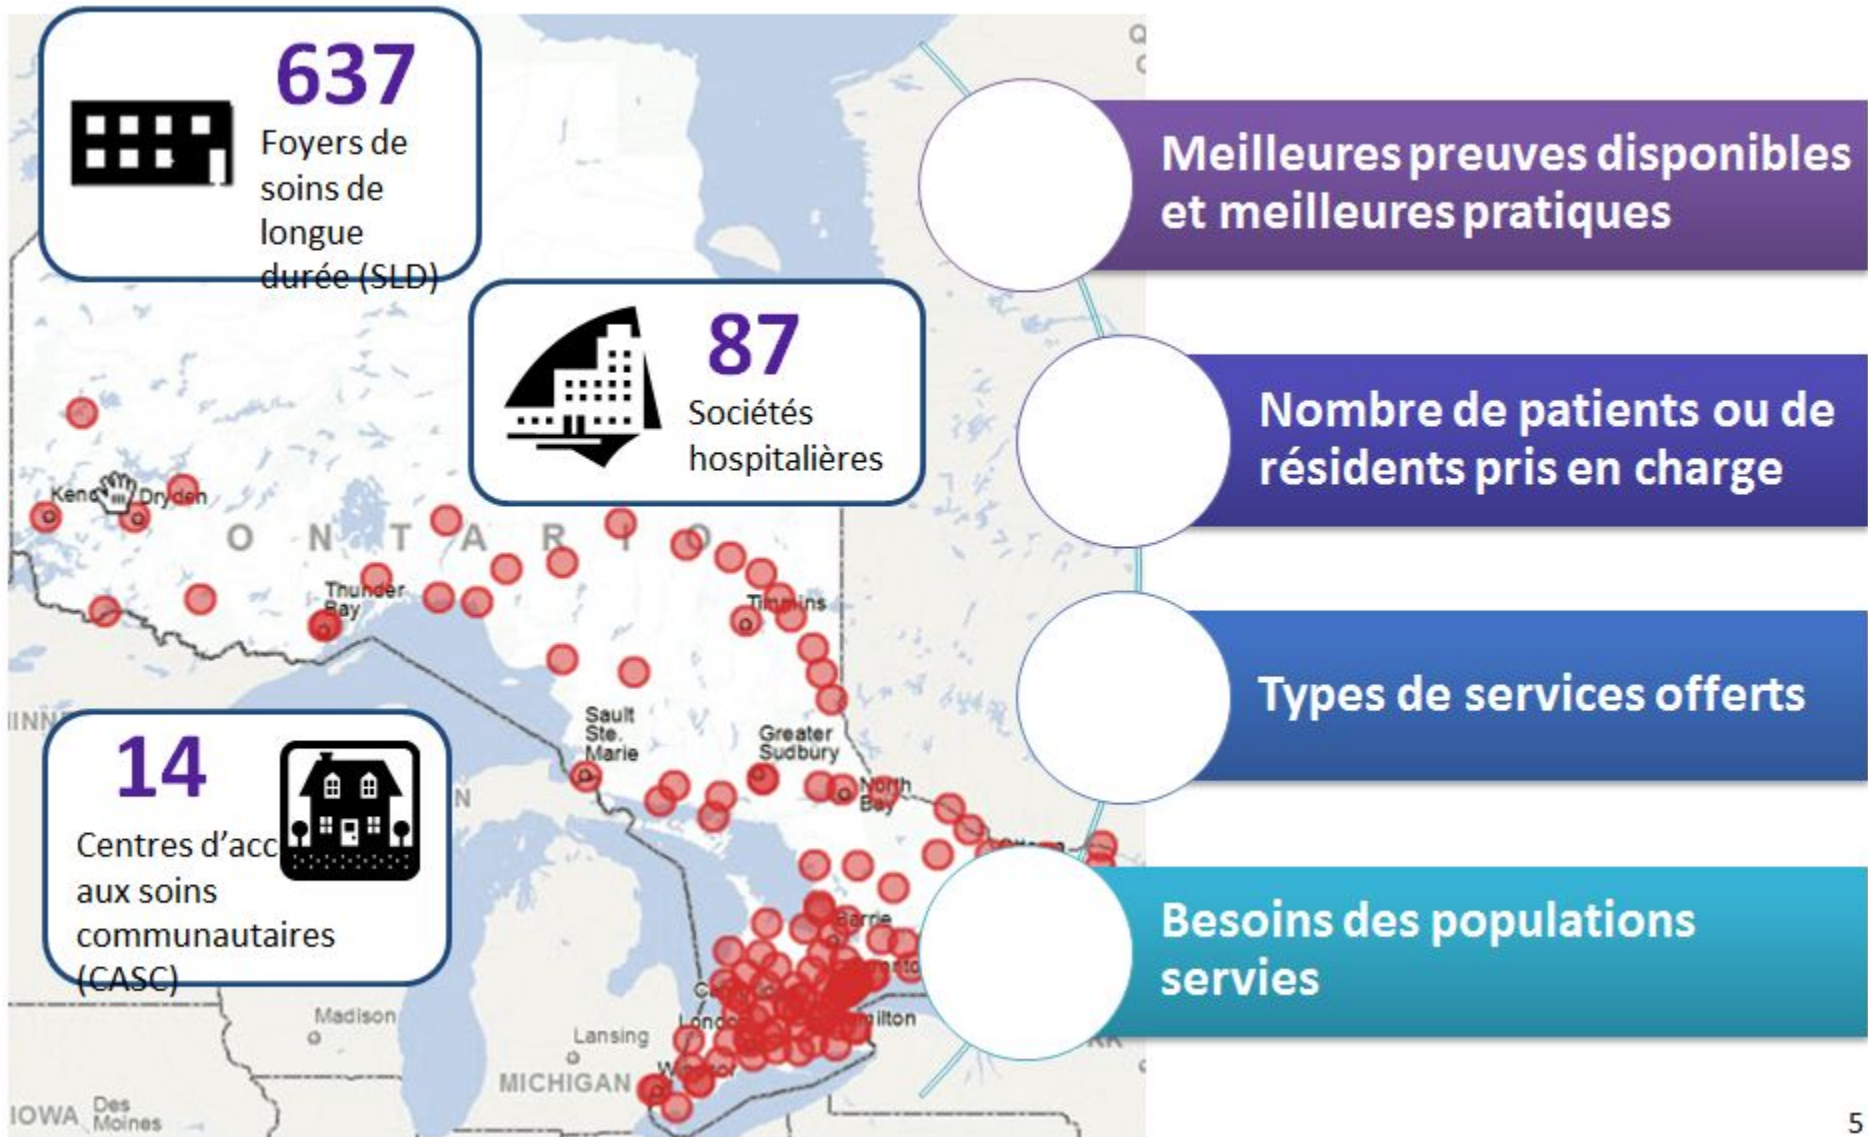 637
Foyers de
soins de
longue
durée (SLD)
87
Sociétés
hospitalières
14
Centres d'acc
aux soins
communautaires
(CASC)
Meilleures preuves disponibles
et meilleures pratiques
Nombre de patients ou de
résidents pris en charge
Types de services offerts
Besoins des populations
servies
Dryden
ONTARIO
Thunder
Bay
Timmins
Sault
Ste.
Marie
Greater
Sudbury
North
Bay
Barrie
Madison
Lansing
Windsor
MICHIGAN
IOWA
Des
Moines
5